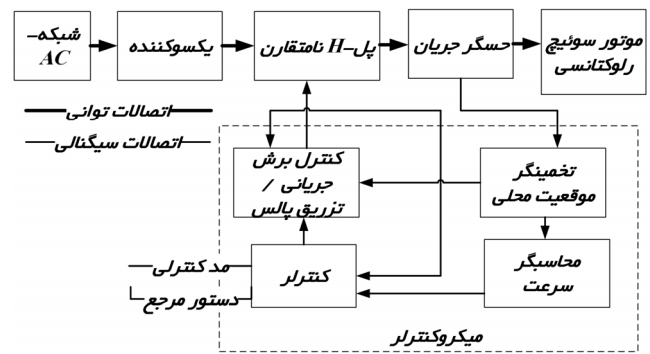 شبکه-
AC
یکسوکننده
پل-H نامتقارن
حسگر جریان
موتور سوئیچ
رلوکتانسی
اتصالات توانی
اتصالات سیگنالی
کنترل برش
جریانی /
تزریق پالس
تخمینگر
موقعیت محلی
محاسبگر
سرعت
کنترلر
مد کنترلی
دستور مرجع
میکروکنترلر